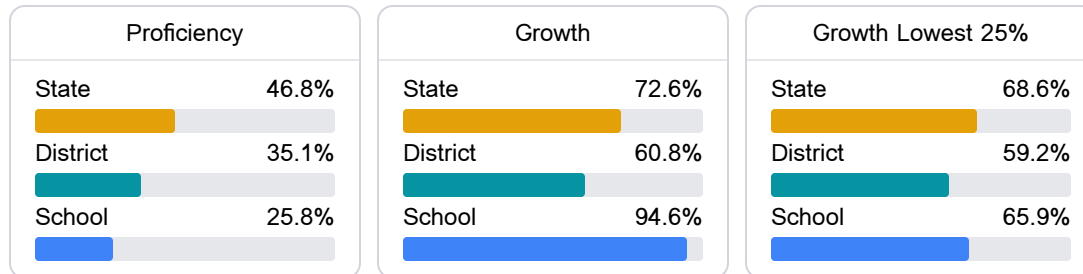 Proficiency
State 46.8%
District 35.1%
School 25.8%
Growth
State 72.6%
District 60.8%
School 94.6%
Growth Lowest 25%
State 68.6%
District 59.2%
School 65.9%